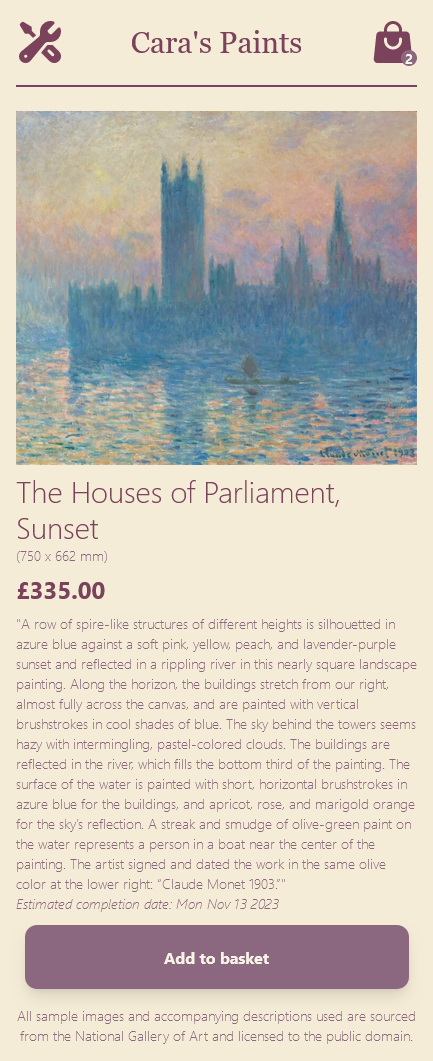 Cara's Paints
2
Claude Monet 1903
The Houses of Parliament,
Sunset
(750 x 662 mm)
£335.00
"A row of spire-like structures of different heights is silhouetted in
azure blue against a soft pink, yellow, peach, and lavender-purple
sunset and reflected in a rippling river in this nearly square landscape
painting. Along the horizon, the buildings stretch from our right,
almost fully across the canvas, and are painted with vertical
brushstrokes in cool shades of blue. The sky behind the towers seems
hazy with intermingling, pastel-colored clouds. The buildings are
reflected in the river, which fills the bottom third of the painting. The
surface of the water is painted with short, horizontal brushstrokes in
azure blue for the buildings, and apricot, rose, and marigold orange
for the sky’s reflection. A streak and smudge of olive-green paint on
the water represents a person in a boat near the center of the
painting. The artist signed and dated the work in the same olive
color at the lower right: “Claude Monet 1903.”"
Estimated completion date: Mon Nov 13 2023
Add to basket
All sample images and accompanying descriptions used are sourced
from the National Gallery of Art and licensed to the public domain.